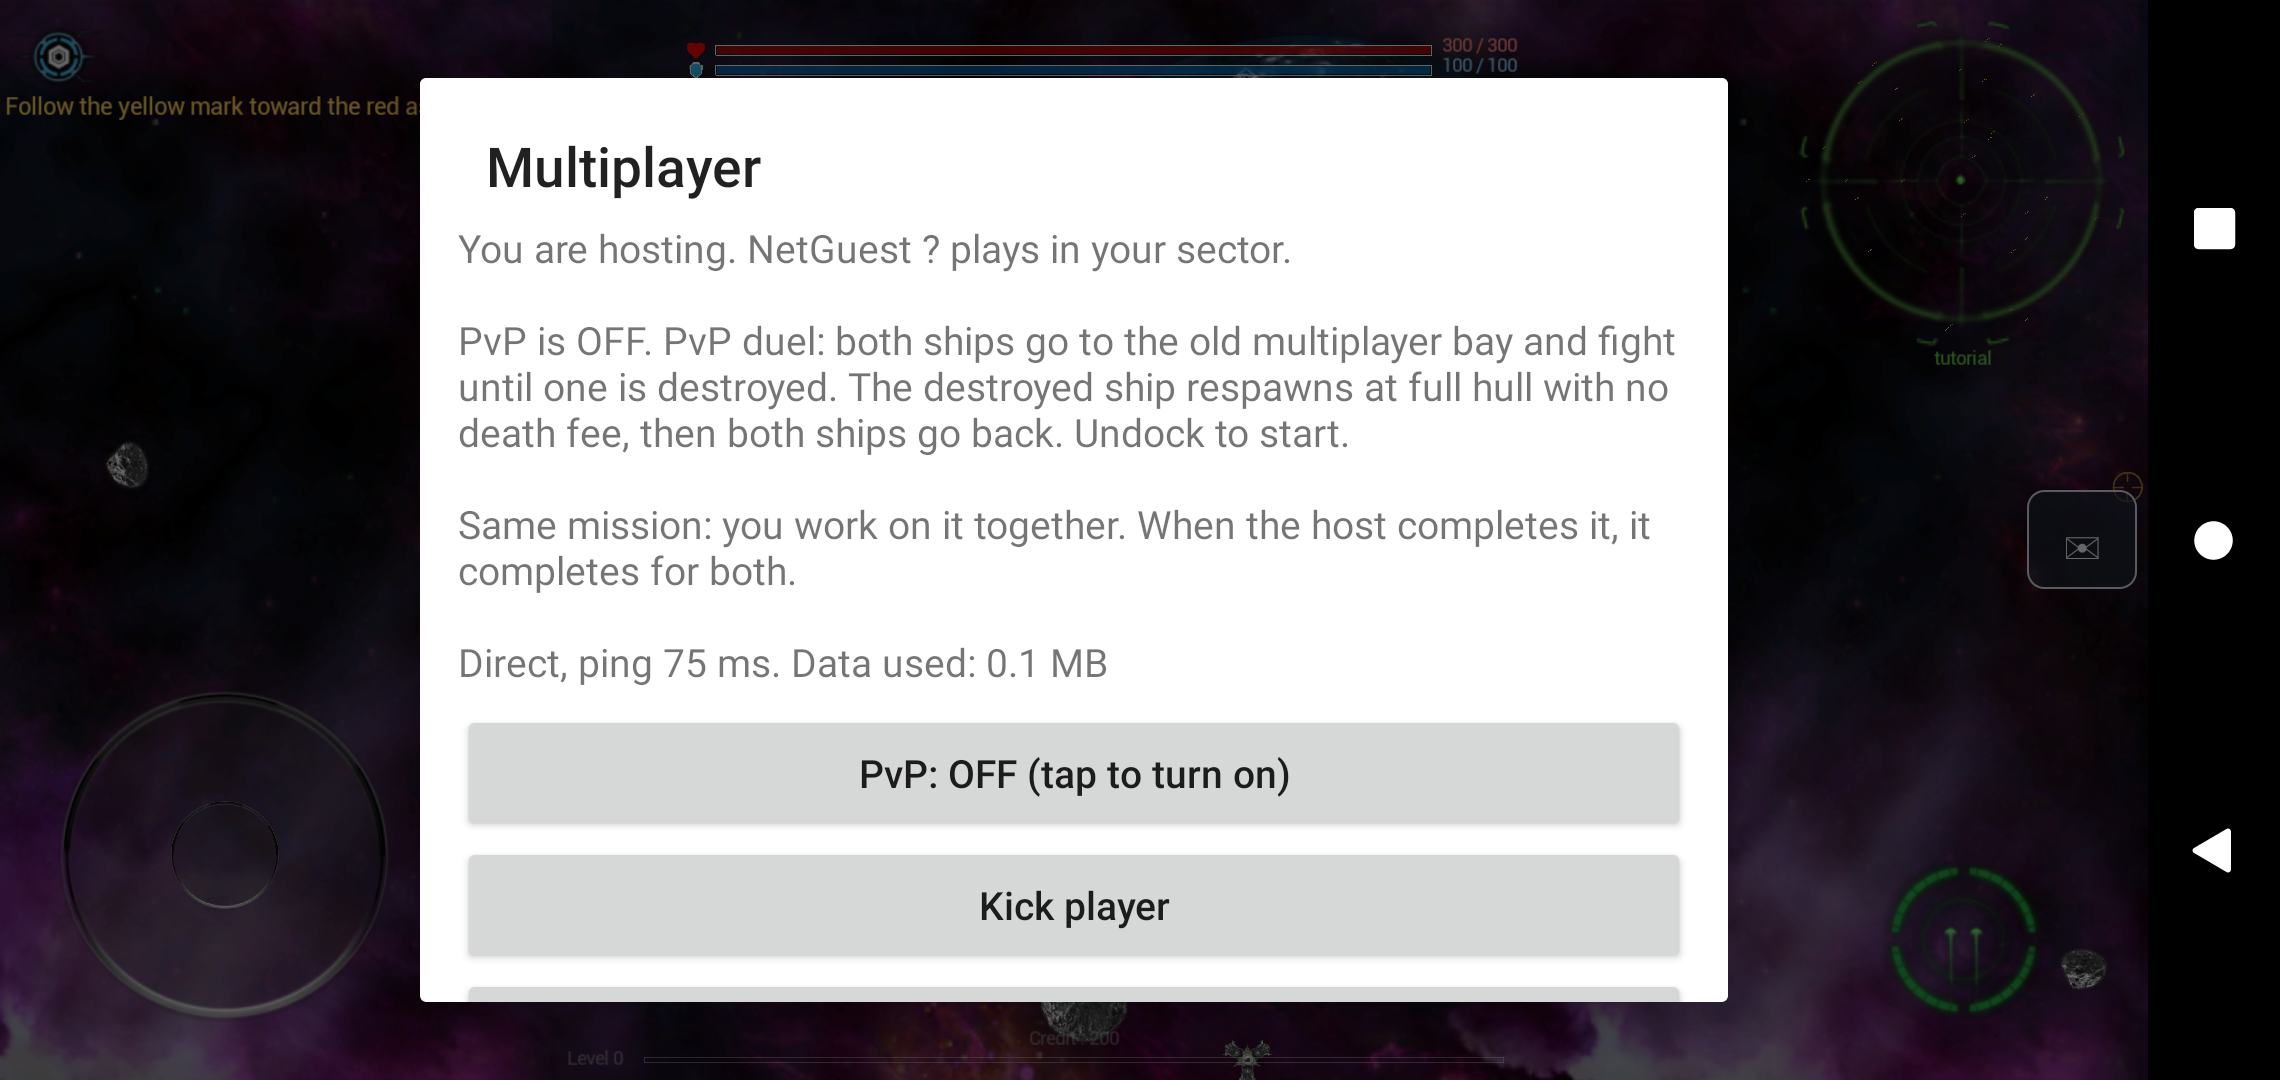 300 / 300
100 / 100
Follow the yellow mark toward the red a
Multiplayer
You are hosting. NetGuest ? plays in your sector.
PvP is OFF. PvP duel: both ships go to the old multiplayer bay and fight
until one is destroyed. The destroyed ship respawns at full hull with no
death fee, then both ships go back. Undock to start.
Same mission: you work on it together. When the host completes it, it
completes for both.
Direct, ping 75 ms. Data used: 0.1 MB
PvP: OFF (tap to turn on)
Kick player
tutorial
Level 0